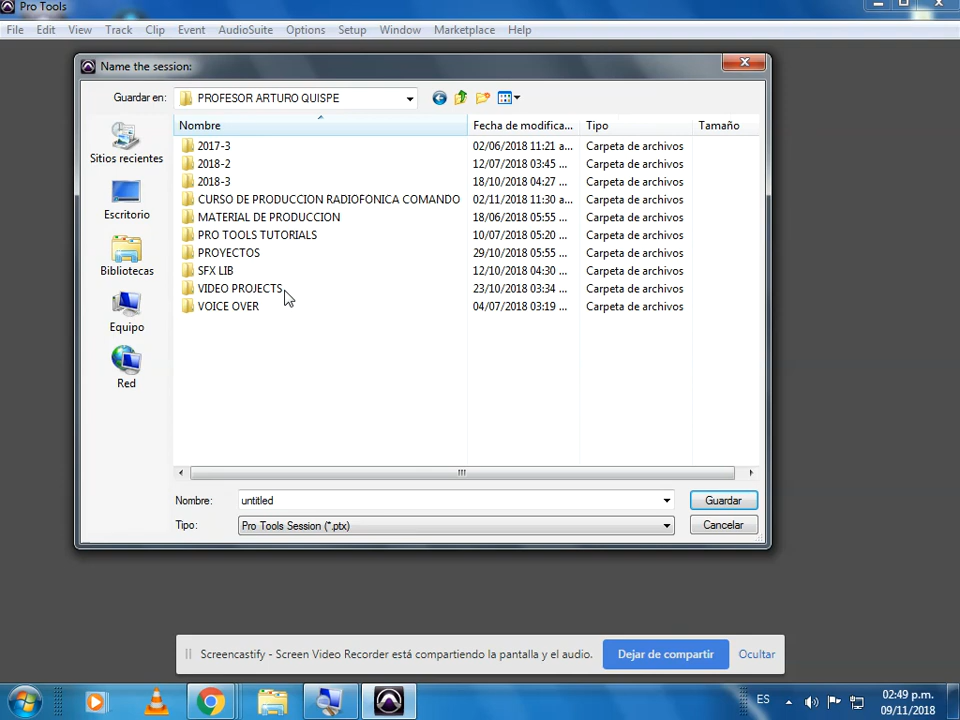 Pro Tools
File Edit View Track Clip Event AudioSuite Options Setup Window Marketplace Help
Name the session:
Guardar en: PROFESOR ARTURO QUISPE
Nombre Fecha de modifica... Tipo Tamaño
2017-3 02/06/2018 11:21 a... Carpeta de archivos
2018-2 12/07/2018 03:45 ... Carpeta de archivos
2018-3 18/10/2018 04:27 ... Carpeta de archivos
CURSO DE PRODUCCION RADIOFONICA COMANDO 02/11/2018 11:30 ... Carpeta de archivos
MATERIAL DE PRODUCCION 18/06/2018 05:55 ... Carpeta de archivos
PRO TOOLS TUTORIALS 10/07/2018 05:20 ... Carpeta de archivos
PROYECTOS 29/10/2018 05:55 ... Carpeta de archivos
SFX LIB 12/10/2018 04:30 ... Carpeta de archivos
VIDEO PROJECTS 23/10/2018 03:34 ... Carpeta de archivos
VOICE OVER 04/07/2018 03:19 ... Carpeta de archivos
Sitios recientes
Escritorio
Bibliotecas
Equipo
Red
Nombre: untitled Guardar
Tipo: Pro Tools Session (*.ptx) Cancelar
Screencastify - Screen Video Recorder está compartiendo la pantalla y el audio. Dejar de compartir Ocultar
ES 02:49 p.m.
09/11/2018